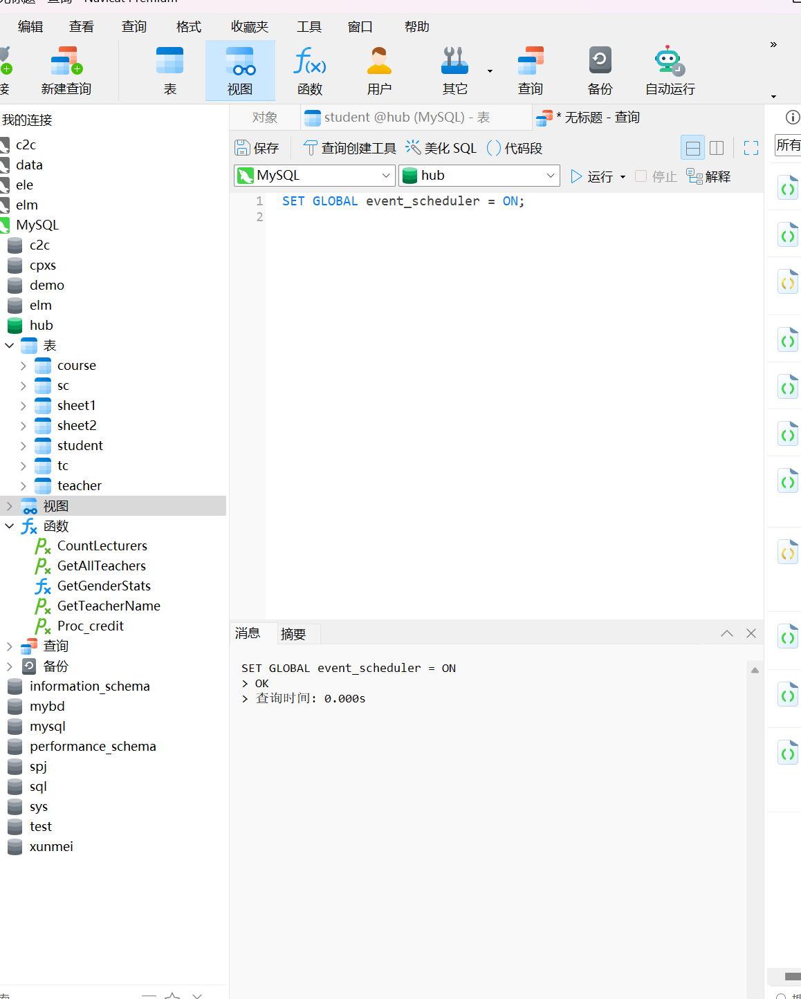 编辑 查看 查询 格式 收藏夹 工具 窗口 帮助
新建查询 表 视图 函数 用户 其它 查询 备份 自动运行
我的连接
c2c
data
ele
elm
MySQL
c2c
cpxs
demo
elm
hub
表
course
sc
sheet1
sheet2
student
tc
teacher
视图
函数
CountLecturers
GetAllTeachers
GetGenderStats
GetTeacherName
Proc_credit
查询
备份
information_schema
mybd
mysql
performance_schema
spj
sql
sys
test
xunmei
对象 student @hub (MySQL) - 表 * 无标题 - 查询
保存 查询创建工具 美化 SQL () 代码段
MySQL hub 运行 停止 解释
1 SET GLOBAL event_scheduler = ON;
2
消息 摘要
SET GLOBAL event_scheduler = ON
> OK
> 查询时间: 0.000s
所有